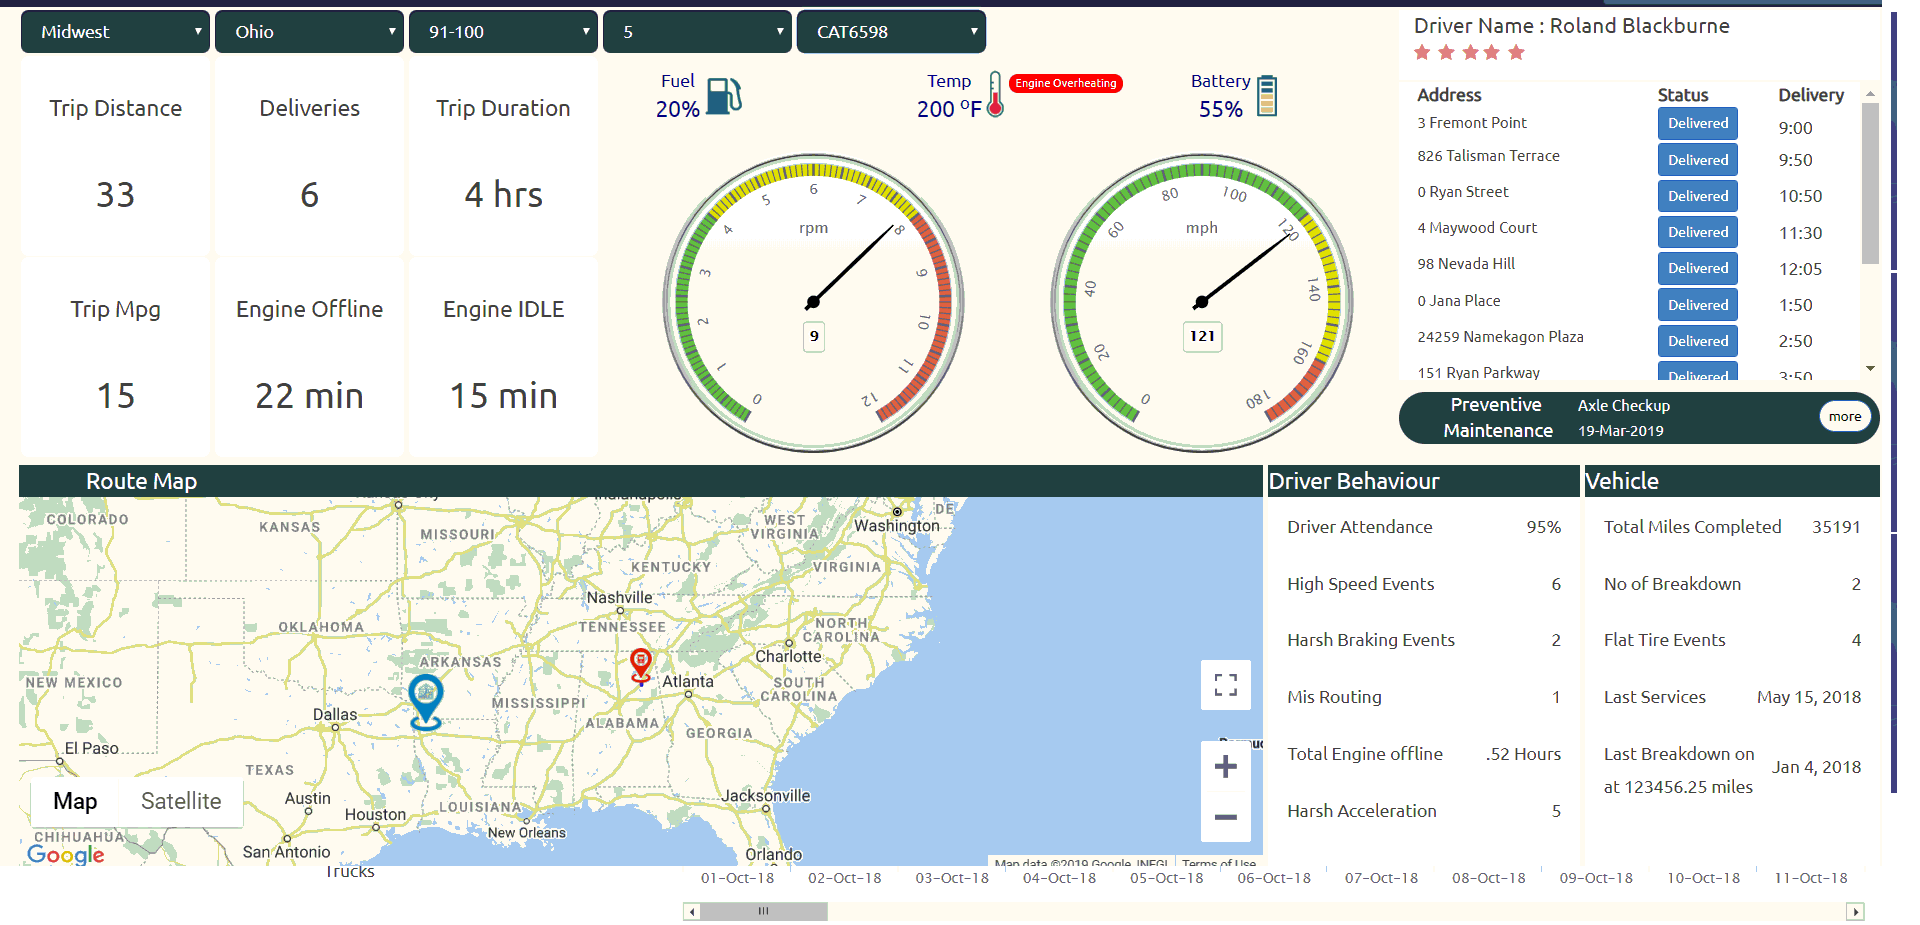 Midwest
Ohio
91-100
5
CAT6598
Driver Name : Roland Blackburne
Trip Distance
33
Deliveries
6
Trip Duration
4 hrs
Trip Mpg
15
Engine Offline
22 min
Engine IDLE
15 min
Fuel
20%
Temp
200 ºF
Engine Overheating
Battery
55%
0
1
2
3
4
5
6
7
8
9
10
11
12
rpm
9
0
20
40
60
80
100
120
140
160
180
mph
121
Address Status Delivery
3 Fremont Point Delivered 9:00
826 Talisman Terrace Delivered 9:50
0 Ryan Street Delivered 10:50
4 Maywood Court Delivered 11:30
98 Nevada Hill Delivered 12:05
0 Jana Place Delivered 1:50
24259 Namekagon Plaza Delivered 2:50
151 Ryan Parkway Delivered 3:50
Preventive
Maintenance
Axle Checkup
19-Mar-2019
more
Route Map
Indianapolis
COLORADO
KANSAS
MISSOURI
WEST
VIRGINIA
Washington
DE
KENTUCKY
VIRGINIA
Nashville
OKLAHOMA
TENNESSEE
NORTH
CAROLINA
Charlotte
ARKANSAS
NEW MEXICO
Atlanta
SOUTH
CAROLINA
MISSISSIPPI
Dallas
ALABAMA
GEORGIA
El Paso
TEXAS
Jacksonville
Austin
Houston
LOUISIANA
New Orleans
CHIHUAHUA
San Antonio
Orlando
Map
Satellite
Google
Map data ©2019 Google, INEGI
Terms of Use
Driver Behaviour
Driver Attendance 95%
High Speed Events 6
Harsh Braking Events 2
Mis Routing 1
Total Engine offline .52 Hours
Harsh Acceleration 5
Vehicle
Total Miles Completed 35191
No of Breakdown 2
Flat Tire Events 4
Last Services May 15, 2018
Last Breakdown on
at 123456.25 miles
Jan 4, 2018
Trucks
01-Oct-18
02-Oct-18
03-Oct-18
04-Oct-18
05-Oct-18
06-Oct-18
07-Oct-18
08-Oct-18
09-Oct-18
10-Oct-18
11-Oct-18